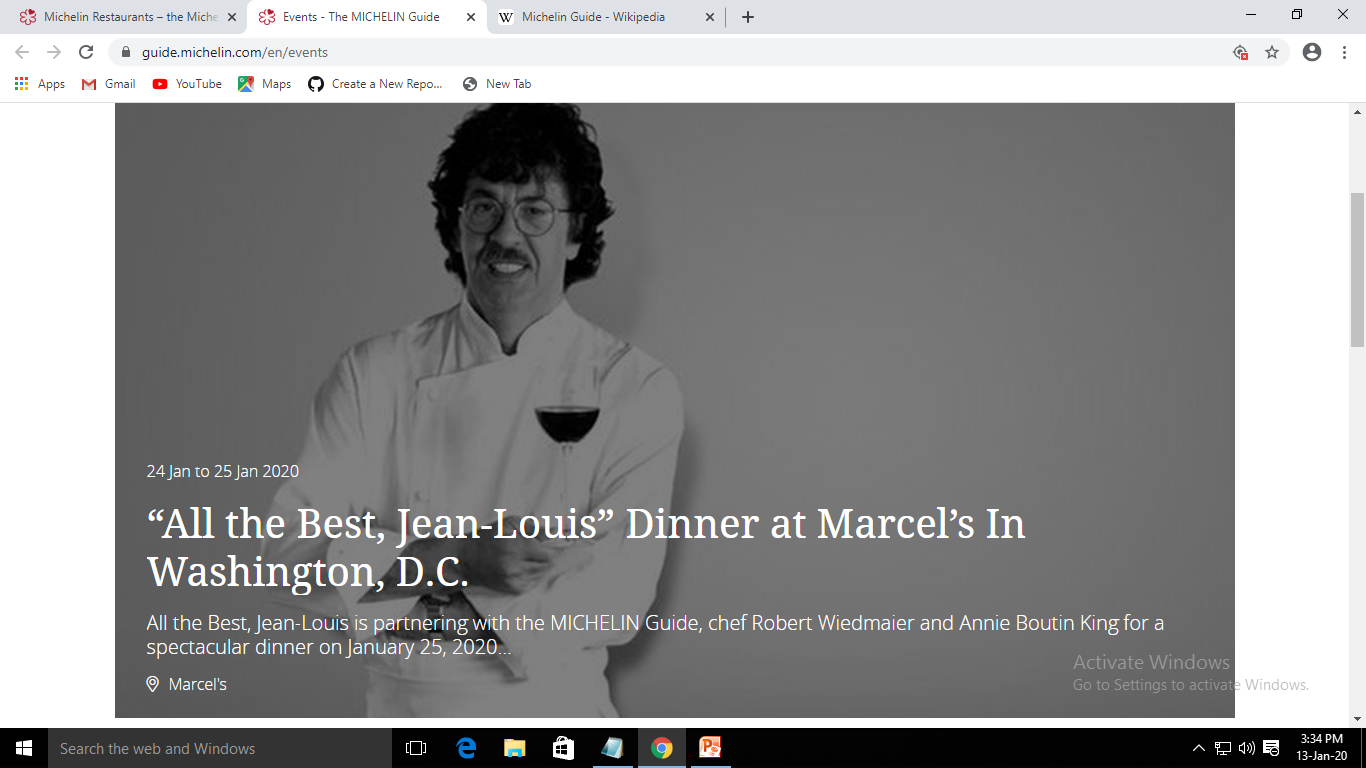 Michelin Restaurants – the Miche
Events - The MICHELIN Guide
Michelin Guide - Wikipedia
guide.michelin.com/en/events
Apps
Gmail
YouTube
Maps
Create a New Repo...
New Tab
24 Jan to 25 Jan 2020
“All the Best, Jean-Louis” Dinner at Marcel’s In
Washington, D.C.
All the Best, Jean-Louis is partnering with the MICHELIN Guide, chef Robert Wiedmaier and Annie Boutin King for a
spectacular dinner on January 25, 2020...
Marcel's
Activate Windows
Go to Settings to activate Windows.
Search the web and Windows
3:34 PM
13-Jan-20